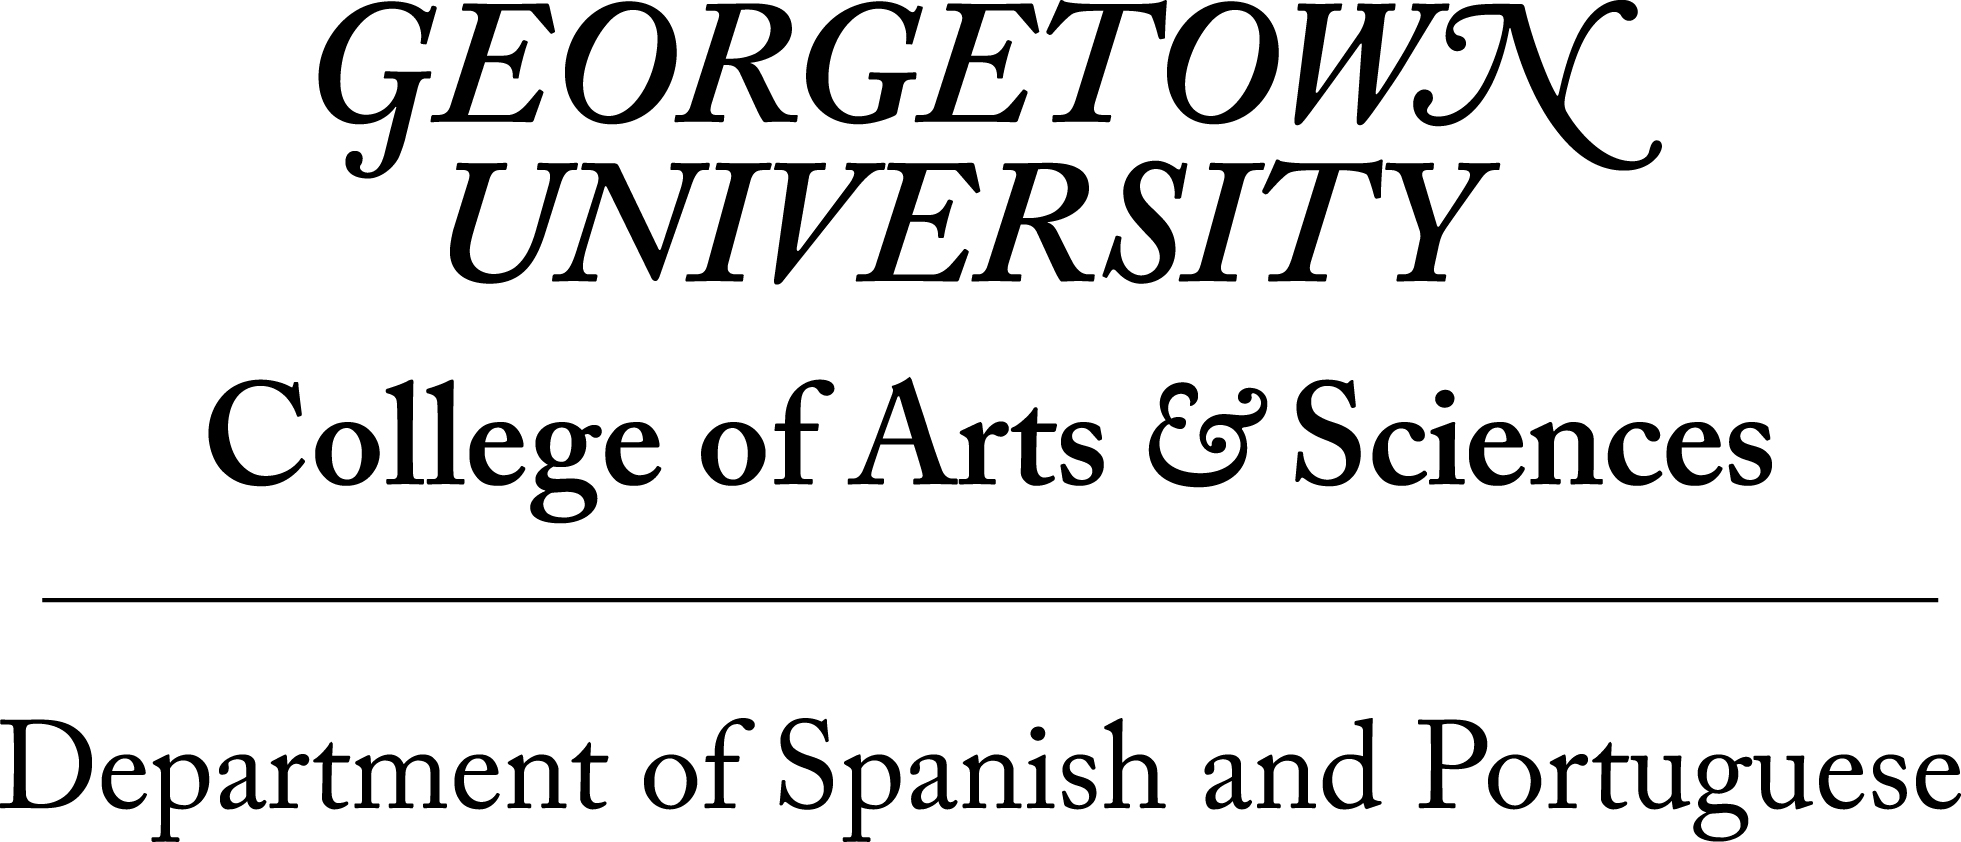 GEORGETOWN
UNIVERSITY
College of Arts & Sciences
Department of Spanish and Portuguese